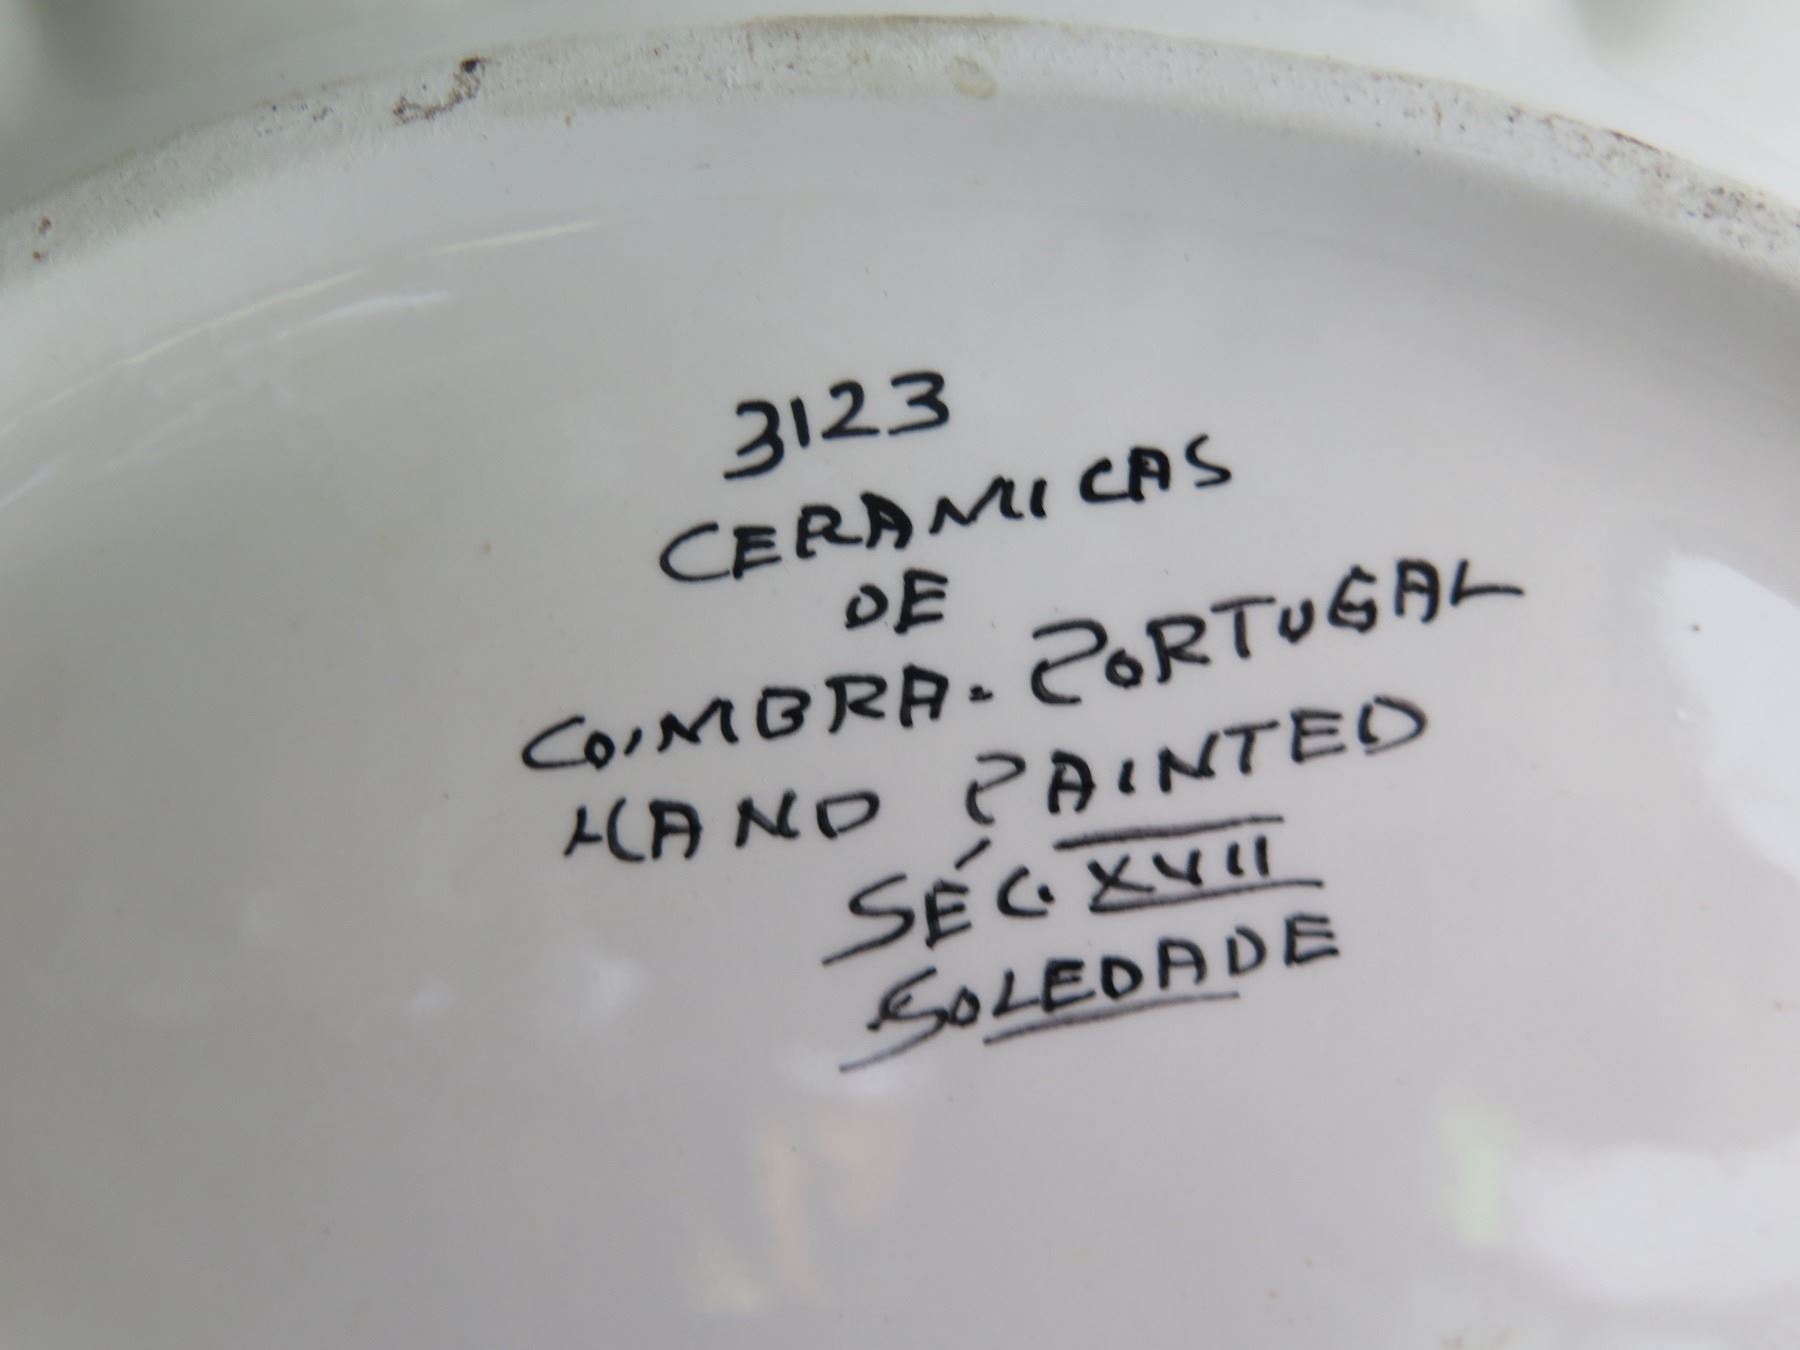 3123
CERAMICAS
DE
COIMBRA-PORTUGAL
HAND PAINTED
SÉC. XVII
SOLEDADE